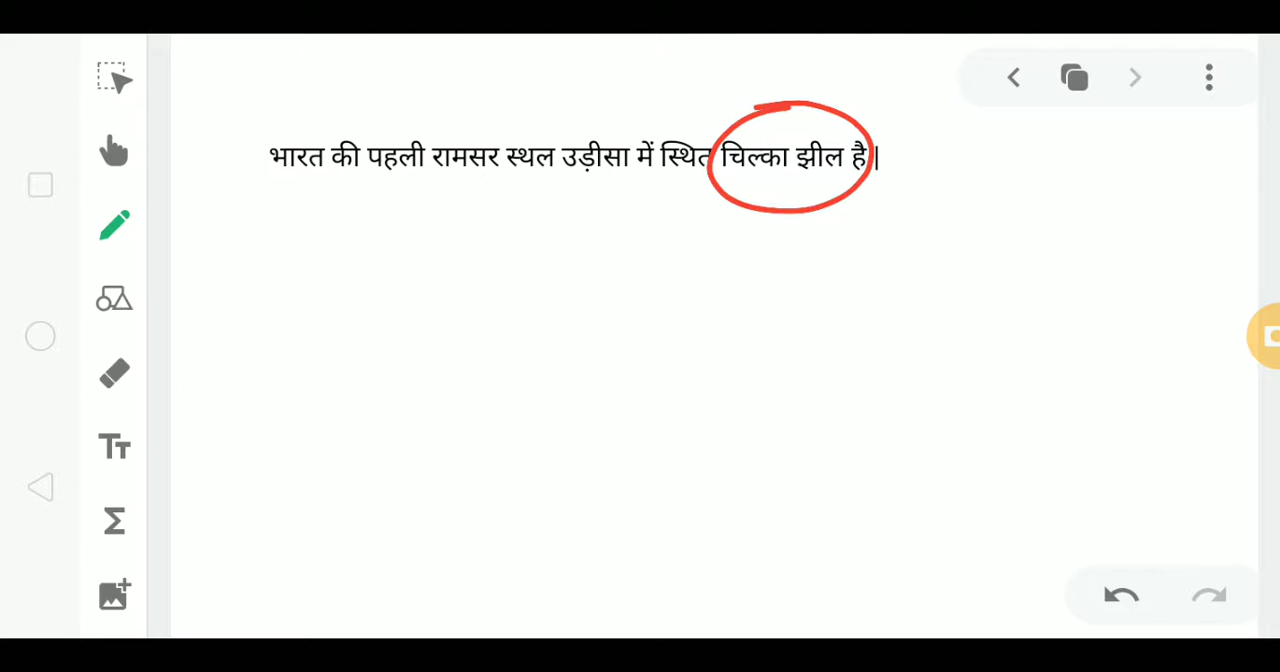 भारत की पहली रामसर स्थल उड़ीसा में स्थित चिल्का झील है|